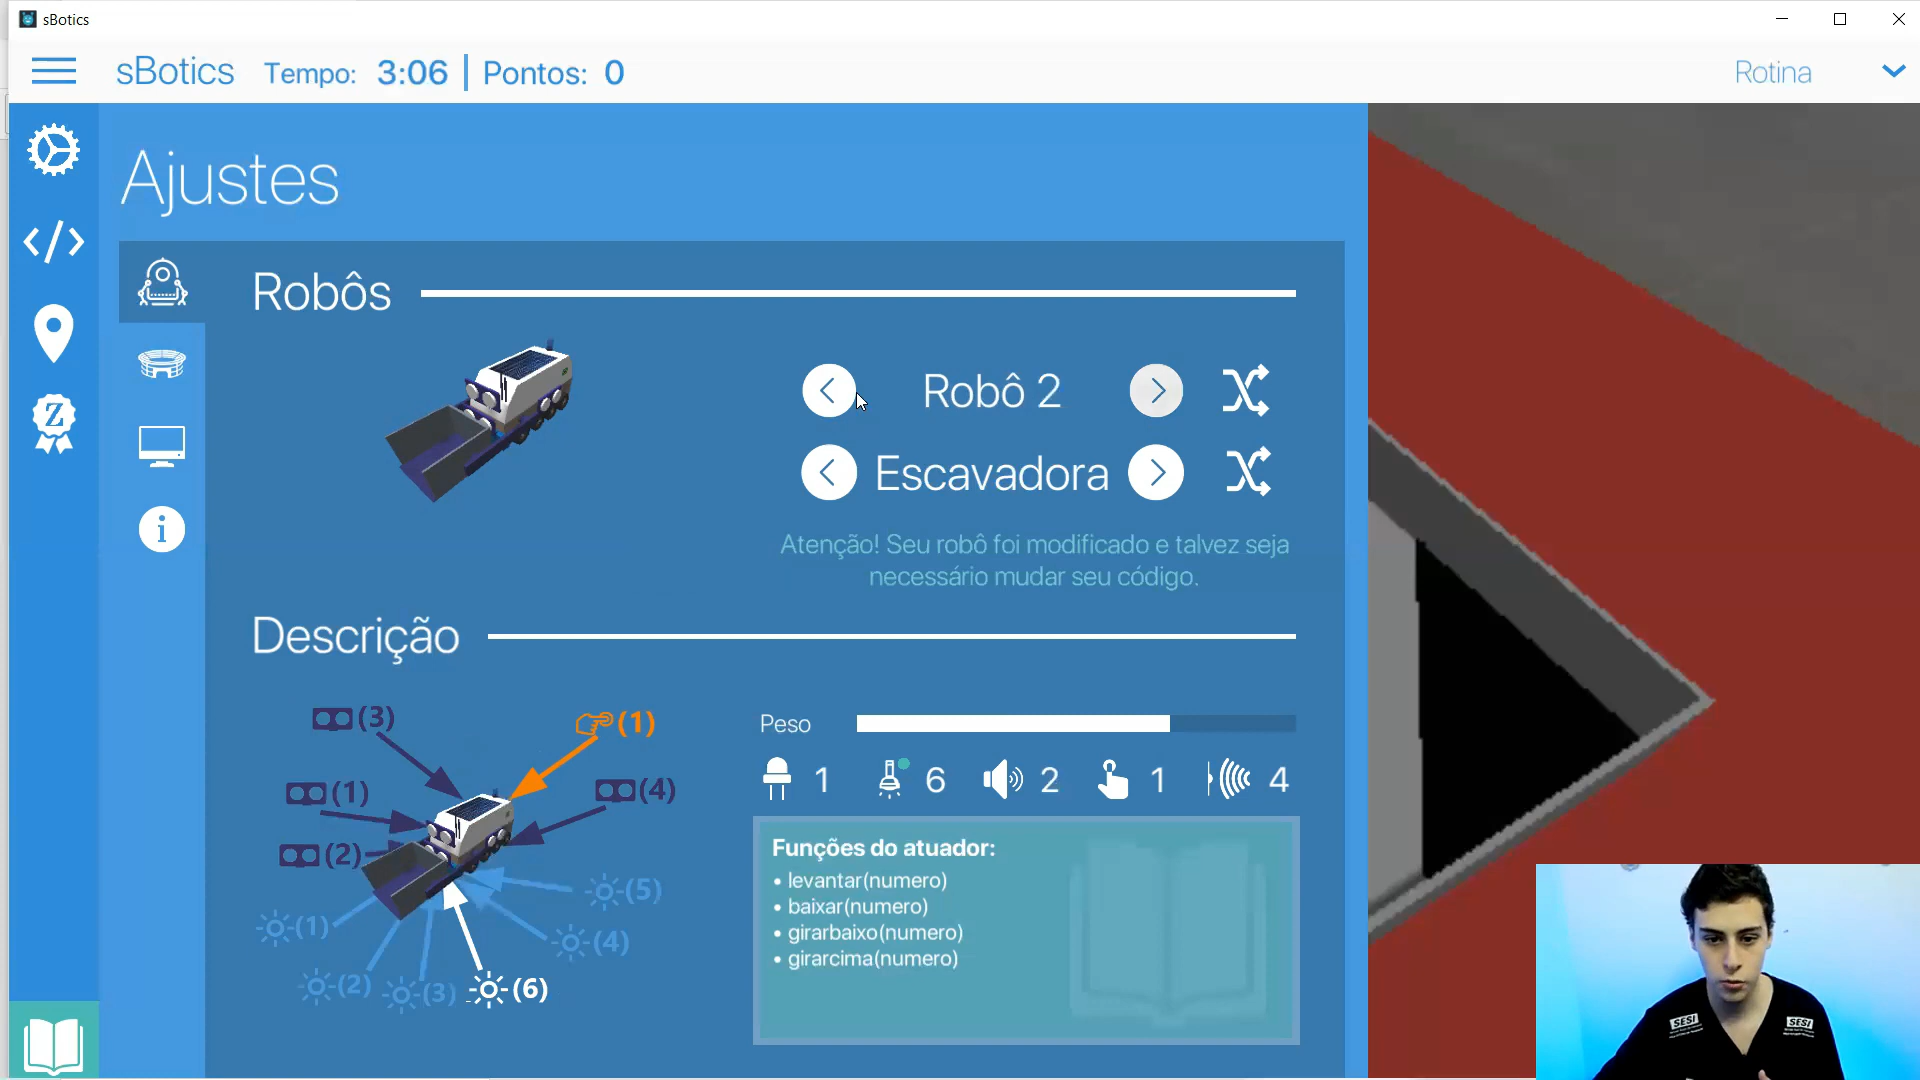 sBotics
sBotics Tempo: 3:06 | Pontos: 0 Rotina
Ajustes
Robôs
Robô 2
Escavadora
Atenção! Seu robô foi modificado e talvez seja
necessário mudar seu código.
Descrição
(3)
(1)
(1)
(4)
(2)
(5)
(1)
(4)
(2)
(3)
(6)
Peso
1 6 2 1 4
Funções do atuador:
• levantar(numero)
• baixar(numero)
• girarbaixo(numero)
• girarcima(numero)
Z
i
SESI
SESI